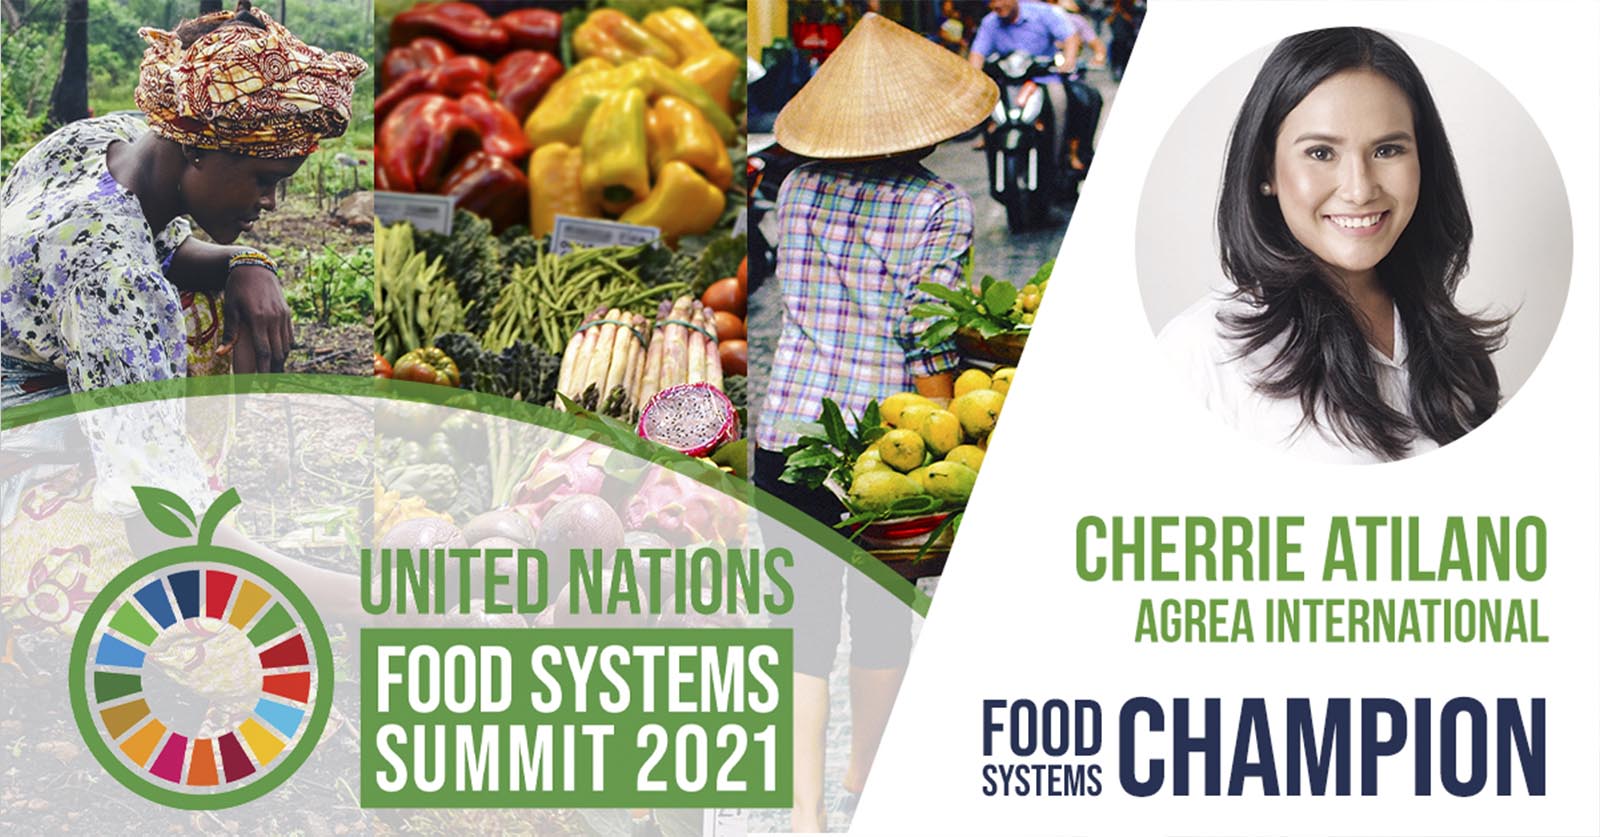 UNITED NATIONS
FOOD SYSTEMS
SUMMIT 2021
CHERRIE ATILANO
AGREA INTERNATIONAL
FOOD
SYSTEMS
CHAMPION